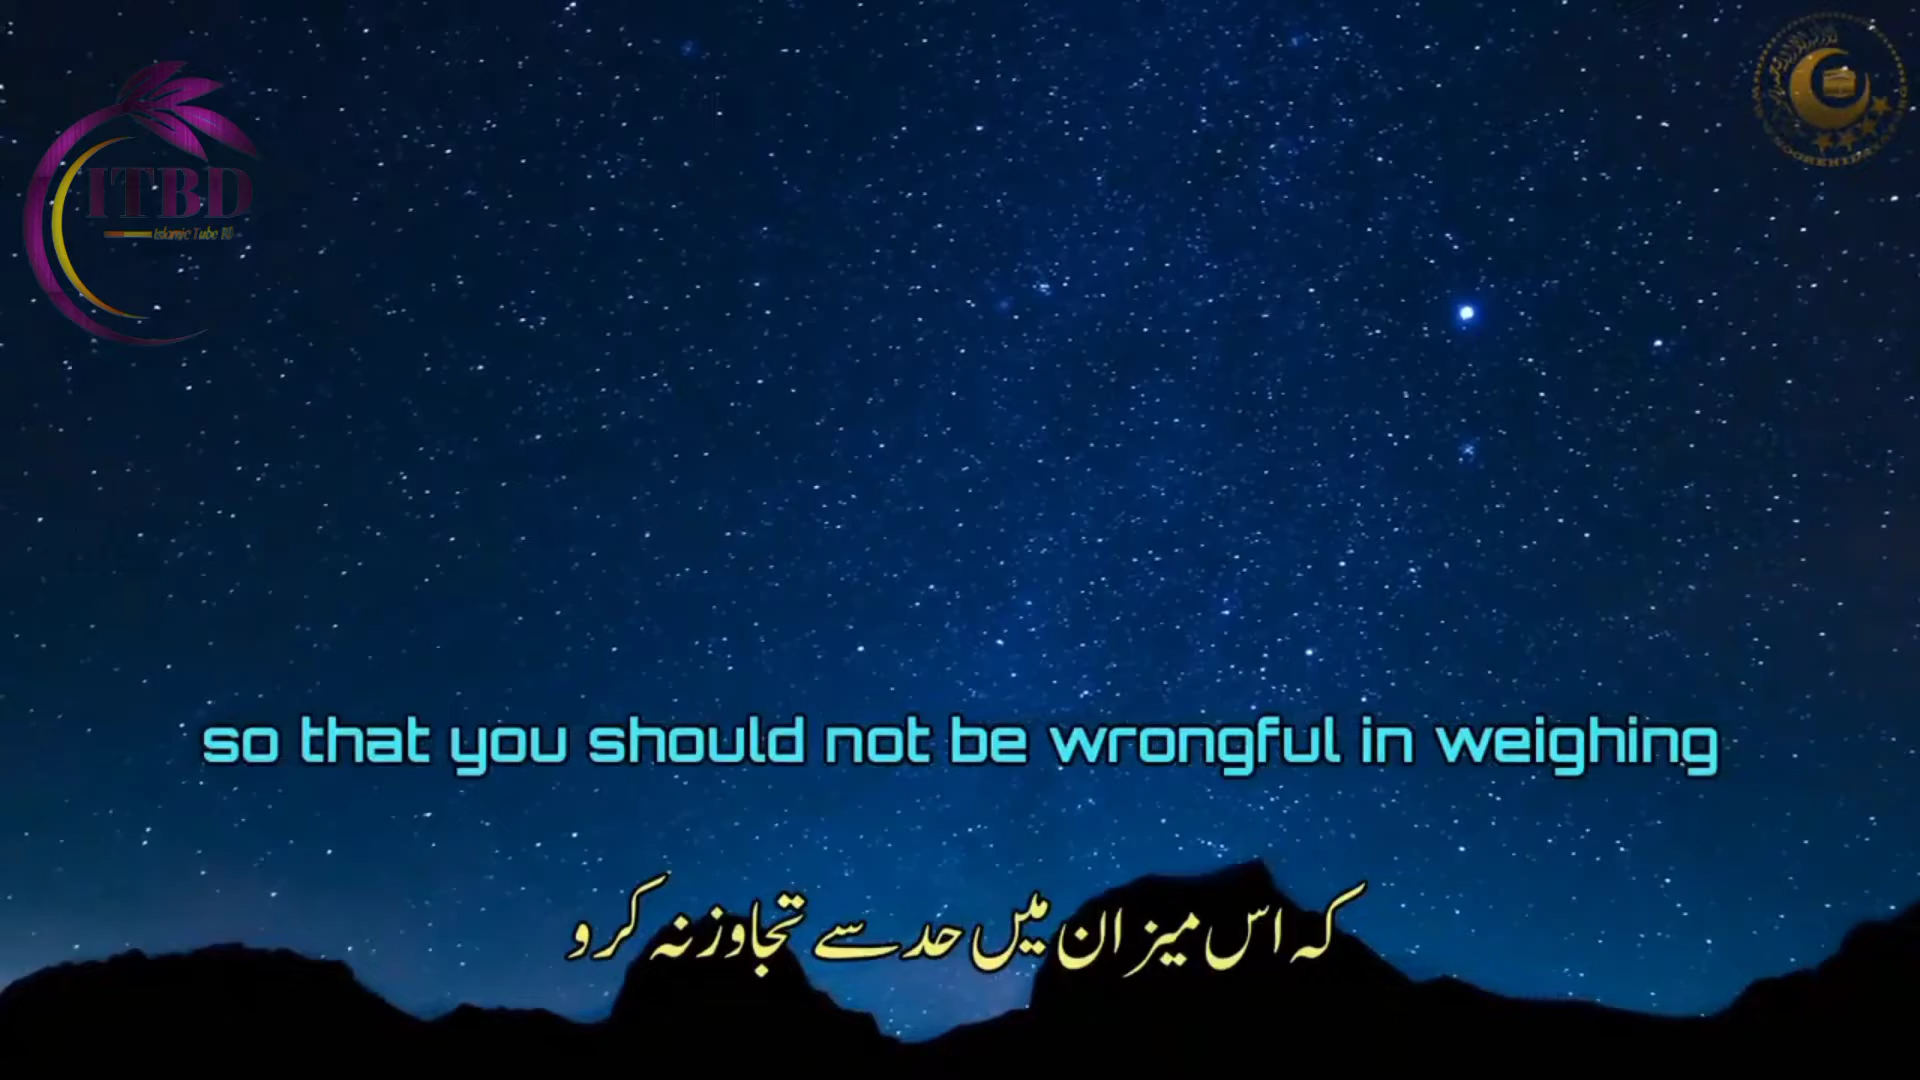 ITBD
so that you should not be wrongful in weighing
کہ اس میزان میں حد سے تجاوز نہ کرو